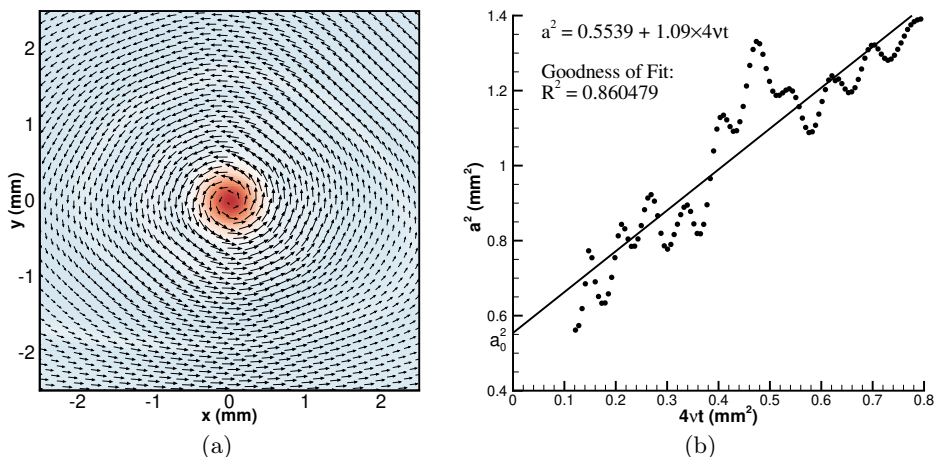 y (mm)
2
1
0
-1
-2
-2
-1
0
1
2
x (mm)
(a)
a² = 0.5539 + 1.09×4νt
Goodness of Fit:
R² = 0.860479
a² (mm²)
1.4
1.2
1
0.8
0.6
a₀²
0.4
0 0.1 0.2 0.3 0.4 0.5 0.6 0.7 0.8
4νt (mm²)
(b)